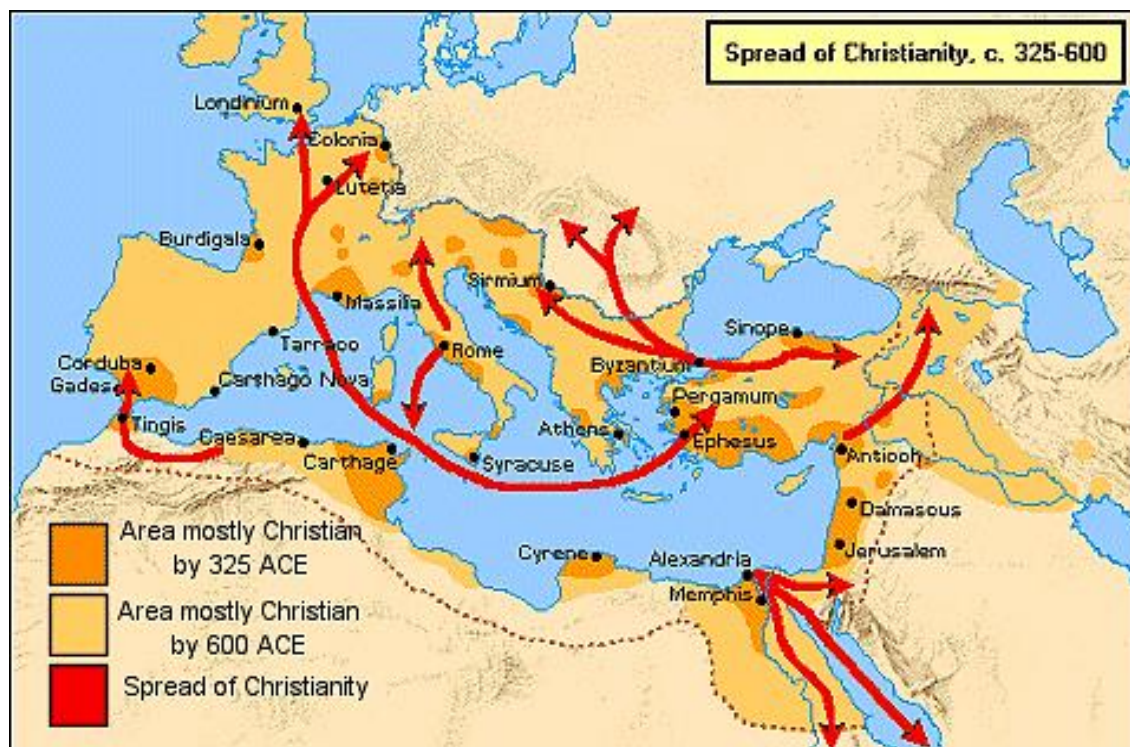 Spread of Christianity, c. 325-600
Londinium
Colonia
Lutetia
Burdigala
Sirmium
Massilia
Sinope
Rome
Byzantium
Tarraco
Corduba
Carthago Nova
Gades
Pergamum
Tingis
Athens
Ephesus
Caesarea
Carthage
Syracuse
Antioch
Damascus
Cyrene
Alexandria
Jerusalem
Memphis
Area mostly Christian
by 325 ACE
Area mostly Christian
by 600 ACE
Spread of Christianity